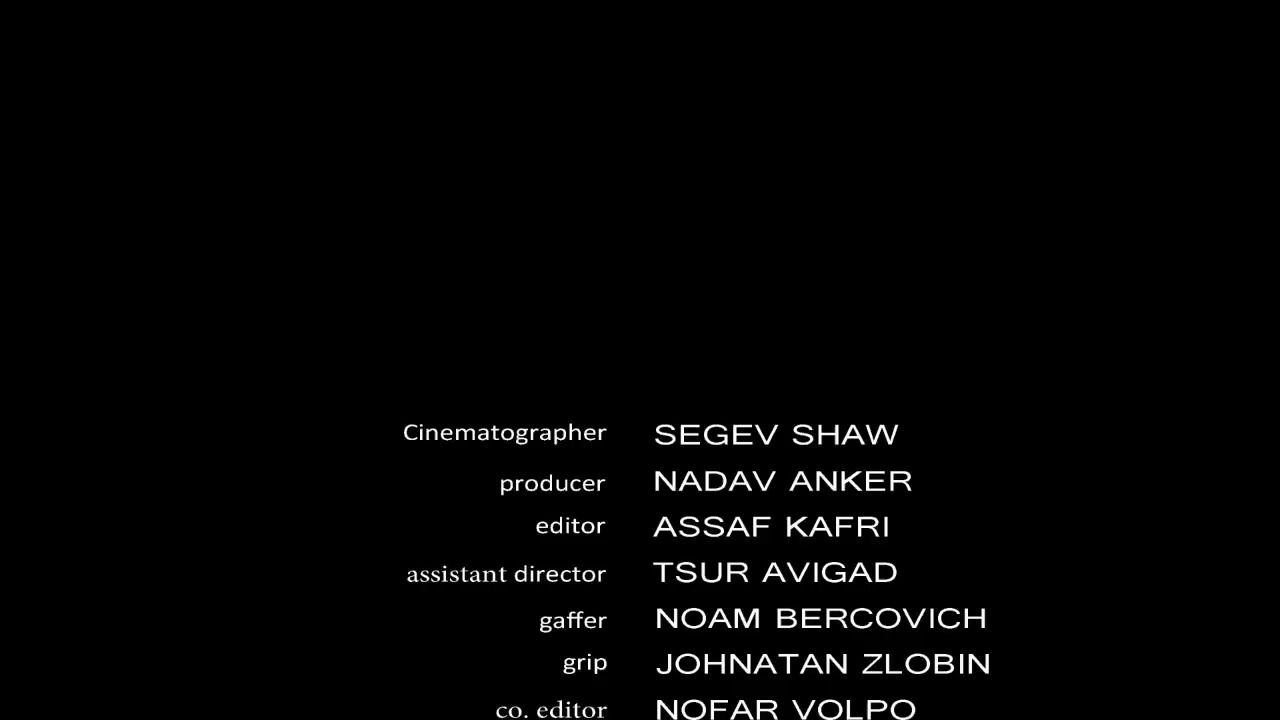 Cinematographer SEGEV SHAW
producer NADAV ANKER
editor ASSAF KAFRI
assistant director TSUR AVIGAD
gaffer NOAM BERCOVICH
grip JOHNATAN ZLOBIN
co. editor NOFAR VOLPO